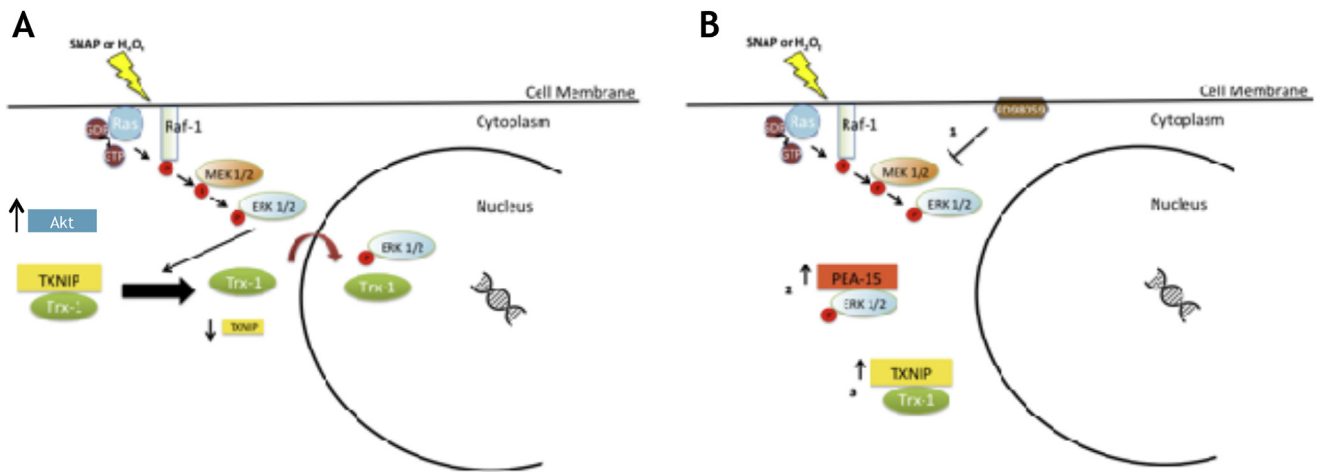 A
SNAP or H₂O₂
Cell Membrane
GDP
Ras
Raf-1
Cytoplasm
GTP
MEK 1/2
P
ERK 1/2
P
Nucleus
Akt
ERK 1/2
P
TXNIP
Trx-1
Trx-1
Trx-1
TXNIP
B
SNAP or H₂O₂
Cell Membrane
GDP
Ras
Raf-1
PD98059
Cytoplasm
1
GTP
MEK 1/2
P
ERK 1/2
P
Nucleus
PEA-15
2
ERK 1/2
P
TXNIP
3
Trx-1